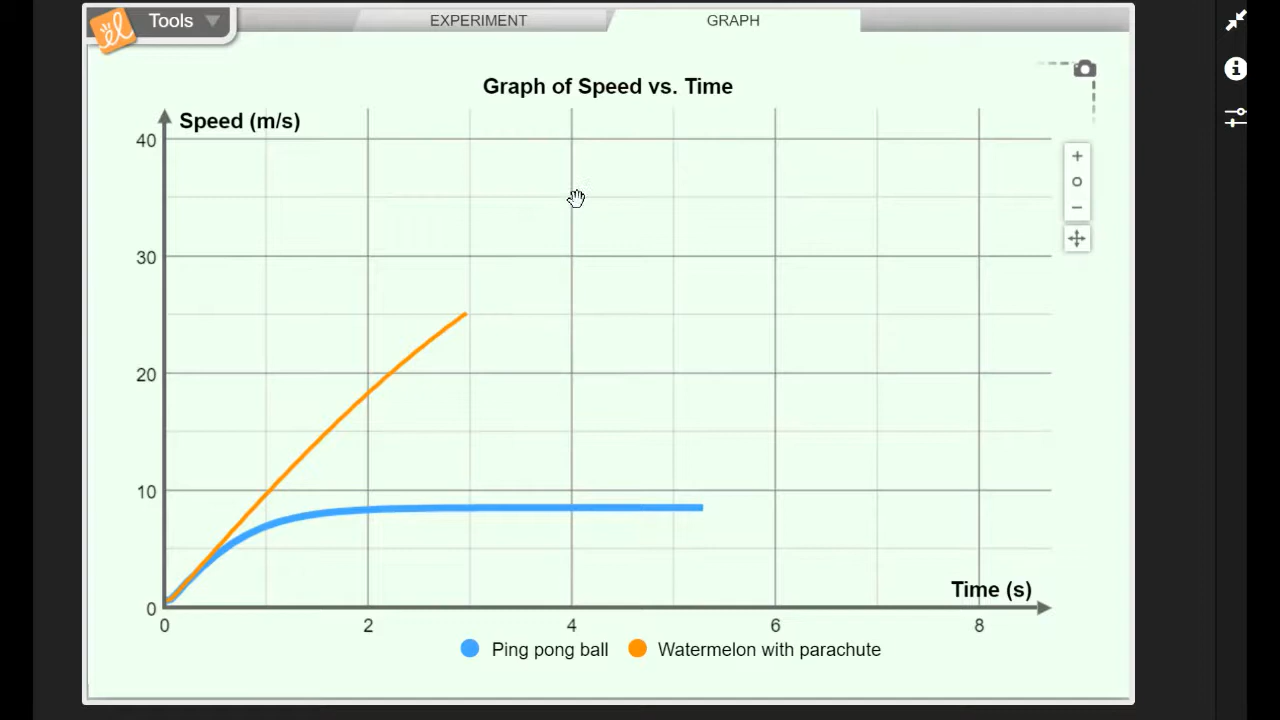 Tools
EXPERIMENT
GRAPH
Graph of Speed vs. Time
Speed (m/s)
40
30
20
10
0
Time (s)
0 2 4 6 8
Ping pong ball Watermelon with parachute